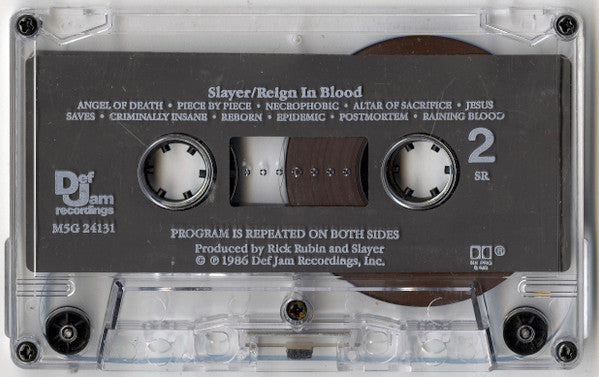 Slayer/Reign In Blood
ANGEL OF DEATH • PIECE BY PIECE • NECROPHOBIC • ALTAR OF SACRIFICE • JESUS
SAVES • CRIMINALLY INSANE • REBORN • EPIDEMIC • POSTMORTEM • RAINING BLOOD
2
SR
Def
Jam
recordings
M5G 24131
PROGRAM IS REPEATED ON BOTH SIDES
Produced by Rick Rubin and Slayer
© ℗ 1986 Def Jam Recordings, Inc.
®